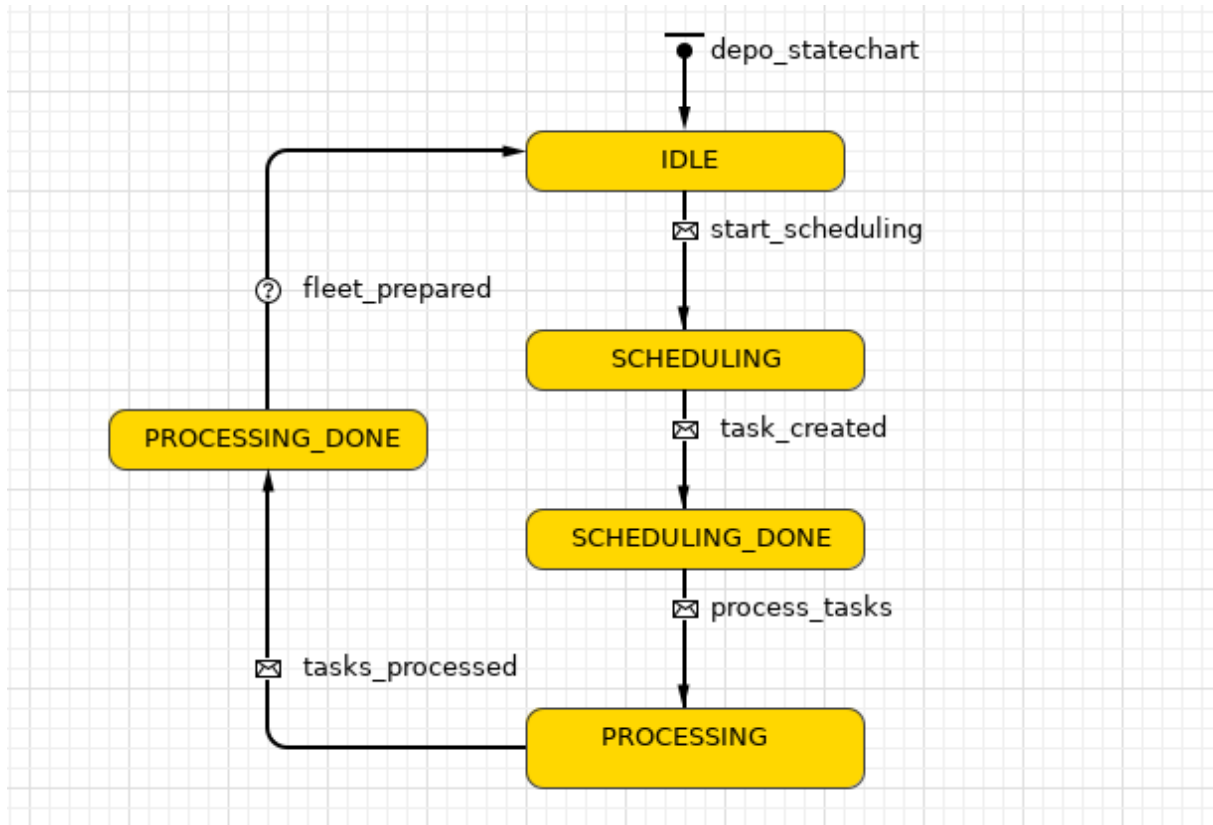 depo_statechart
IDLE
start_scheduling
fleet_prepared
SCHEDULING
task_created
PROCESSING_DONE
SCHEDULING_DONE
process_tasks
tasks_processed
PROCESSING